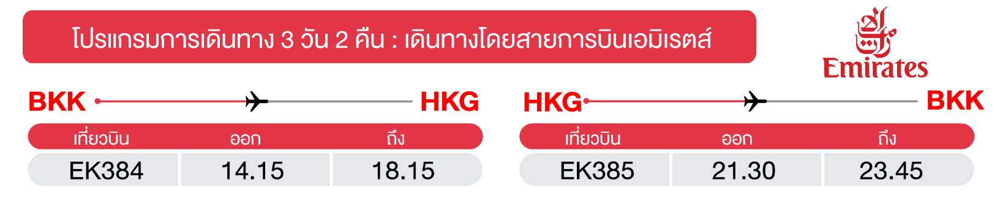 โปรแกรมการเดินทาง 3 วัน 2 คืน : เดินทางโดยสายการบินเอมิเรตส์
Emirates
BKK HKG
เที่ยวบิน ออก ถึง
EK384 14.15 18.15
HKG BKK
เที่ยวบิน ออก ถึง
EK385 21.30 23.45